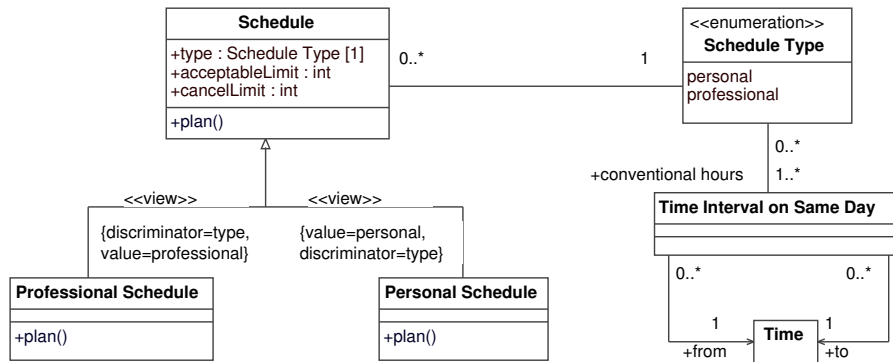 Schedule
+type : Schedule Type [1]
+acceptableLimit : int
+cancelLimit : int
+plan()
0..*
1
<<enumeration>>
Schedule Type
personal
professional
0..*
+conventional hours
1..*
<<view>>
<<view>>
{discriminator=type,
value=professional}
{value=personal,
discriminator=type}
Time Interval on Same Day
0..*
0..*
Professional Schedule
+plan()
Personal Schedule
+plan()
1
1
Time
+from
+to